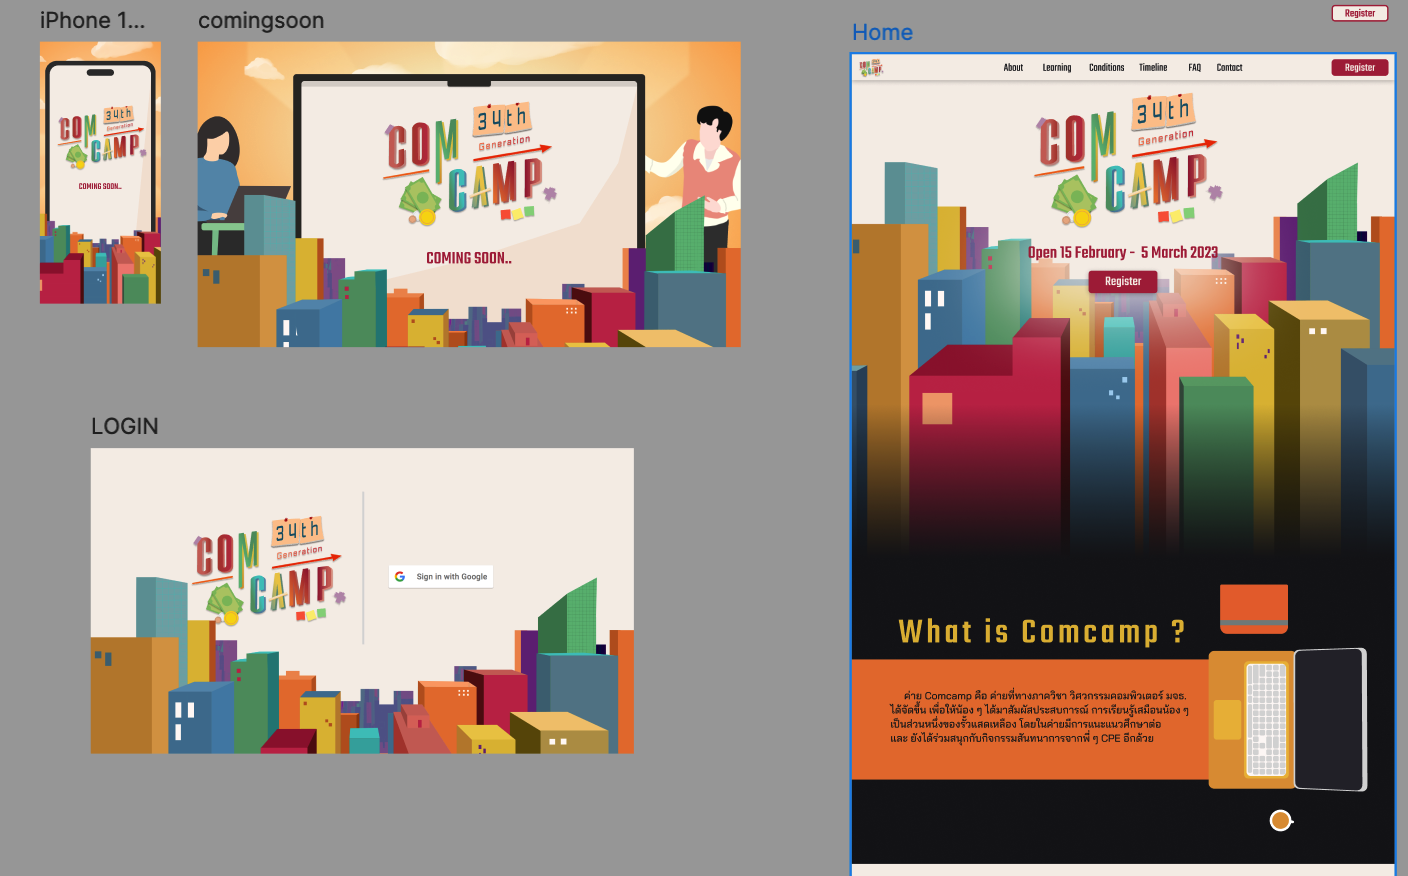 iPhone 1...
comingsoon
Home
Register
COM
34th
Generation
CAMP
COMING SOON..
COM
34th
Generation
CAMP
COMING SOON..
LOGIN
COM
34th
Generation
CAMP
Sign in with Google
COM
CAMP
About
Learning
Conditions
Timeline
FAQ
Contact
Register
COM
34th
Generation
CAMP
Open 15 February - 5 March 2023
Register
What is Comcamp ?
ค่าย Comcamp คือ ค่ายที่ทางภาควิชา วิศวกรรมคอมพิวเตอร์ มจธ.
ได้จัดขึ้น เพื่อให้น้อง ๆ ได้มาสัมผัสประสบการณ์ การเรียนรู้เสมือนน้อง ๆ
เป็นส่วนหนึ่งของรั้วแสดเหลือง โดยในค่ายมีการแนะแนวศึกษาต่อ
และ ยังได้ร่วมสนุกกับกิจกรรมสันทนาการจากพี่ ๆ CPE อีกด้วย